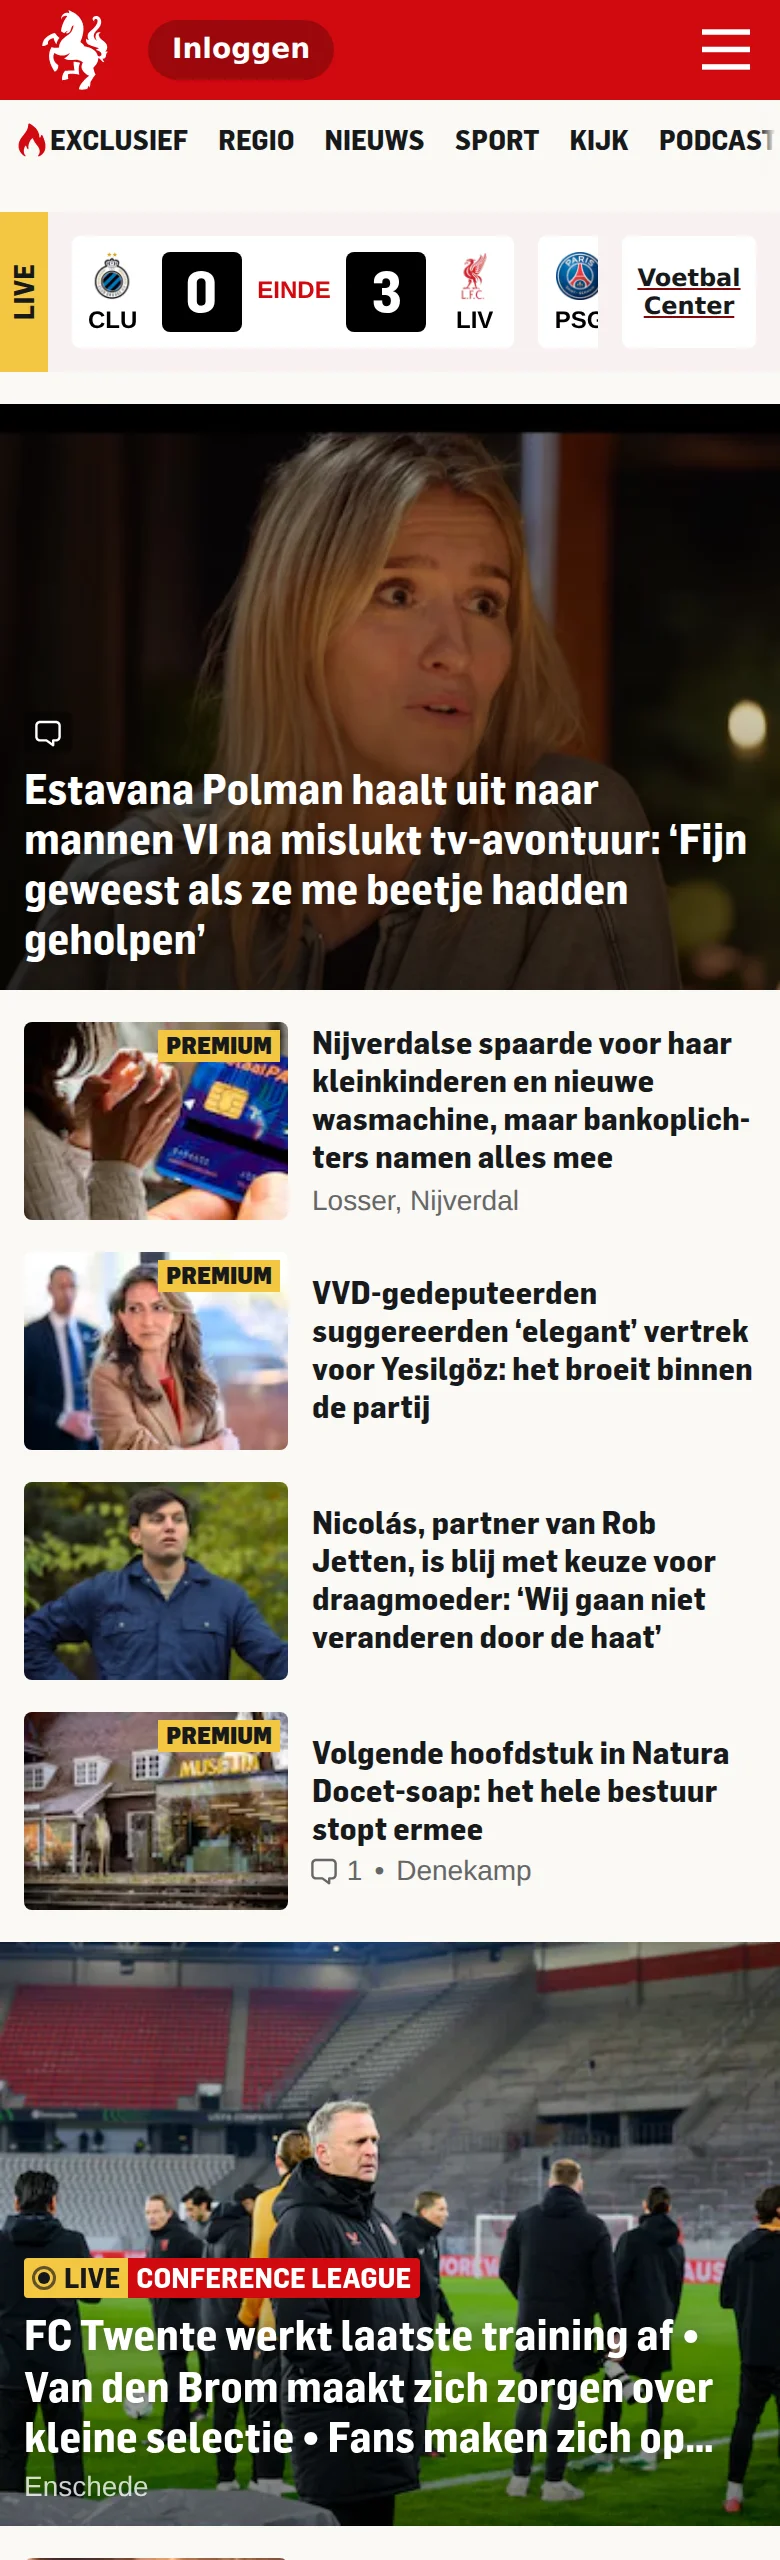 Inloggen
EXCLUSIEF REGIO NIEUWS SPORT KIJK PODCAST
LIVE
CLU 0 EINDE 3 L.F.C. LIV
PARIS
PSG
Voetbal
Center
Estavana Polman haalt uit naar
mannen VI na mislukt tv-avontuur: ‘Fijn
geweest als ze me beetje hadden
geholpen’
PREMIUM
Nijverdalse spaarde voor haar
kleinkinderen en nieuwe
wasmachine, maar bankoplich-
ters namen alles mee
Losser, Nijverdal
PREMIUM
VVD-gedeputeerden
suggereerden ‘elegant’ vertrek
voor Yesilgöz: het broeit binnen
de partij
Nicolás, partner van Rob
Jetten, is blij met keuze voor
draagmoeder: ‘Wij gaan niet
veranderen door de haat’
PREMIUM
MUSEUM
Volgende hoofdstuk in Natura
Docet-soap: het hele bestuur
stopt ermee
1 • Denekamp
LIVE CONFERENCE LEAGUE
FC Twente werkt laatste training af •
Van den Brom maakt zich zorgen over
kleine selectie • Fans maken zich op...
Enschede